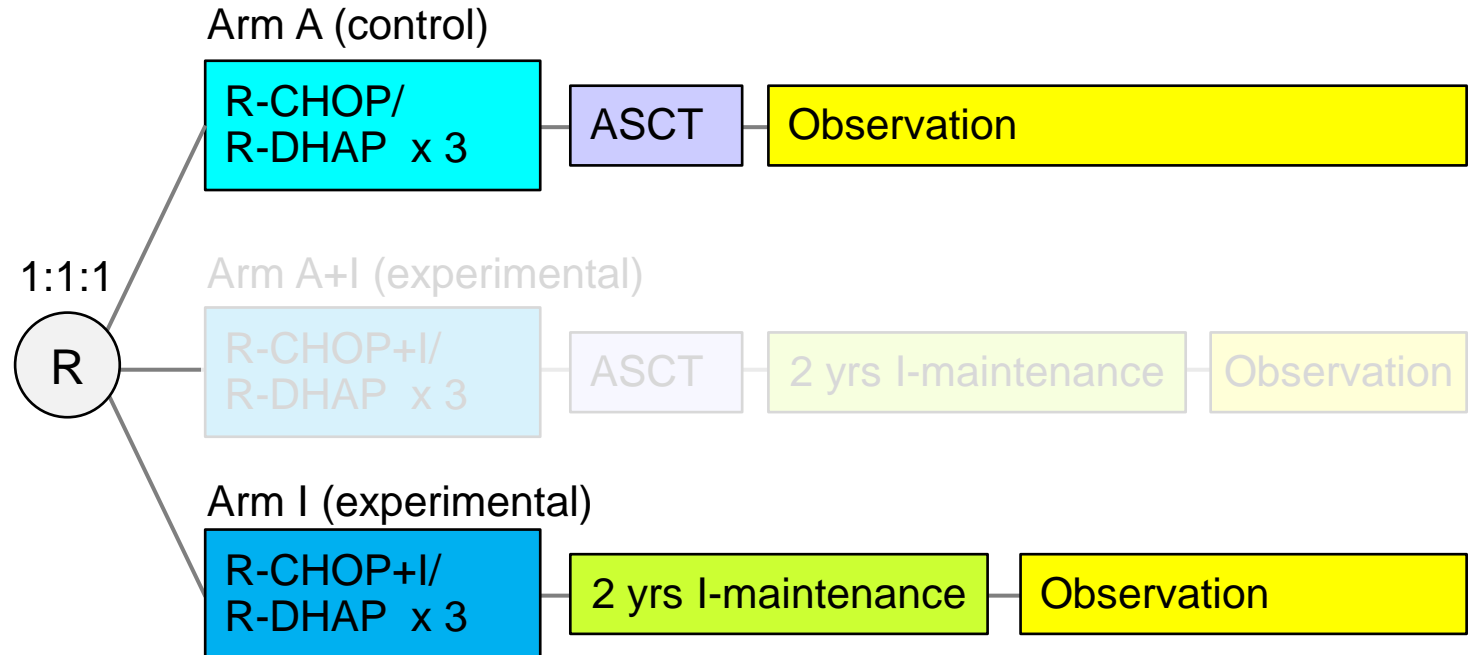 Arm A (control)
R-CHOP/
R-DHAP x 3
ASCT
Observation
1:1:1
R
Arm A+I (experimental)
R-CHOP+I/
R-DHAP x 3
ASCT
2 yrs I-maintenance
Observation
Arm I (experimental)
R-CHOP+I/
R-DHAP x 3
2 yrs I-maintenance
Observation